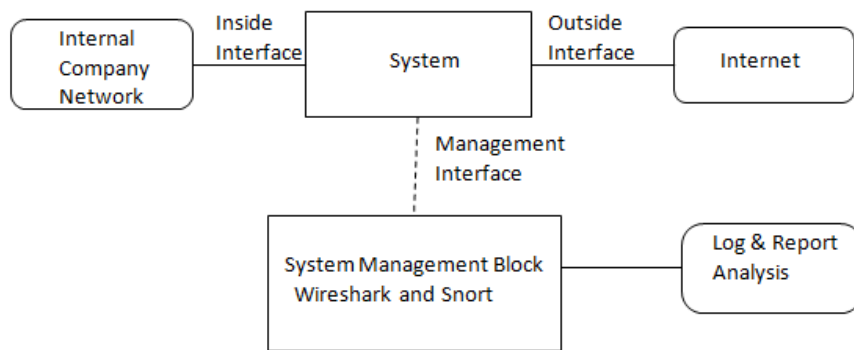 Internal
Company
Network
Inside
Interface
System
Outside
Interface
Internet
Management
Interface
System Management Block
Wireshark and Snort
Log & Report
Analysis